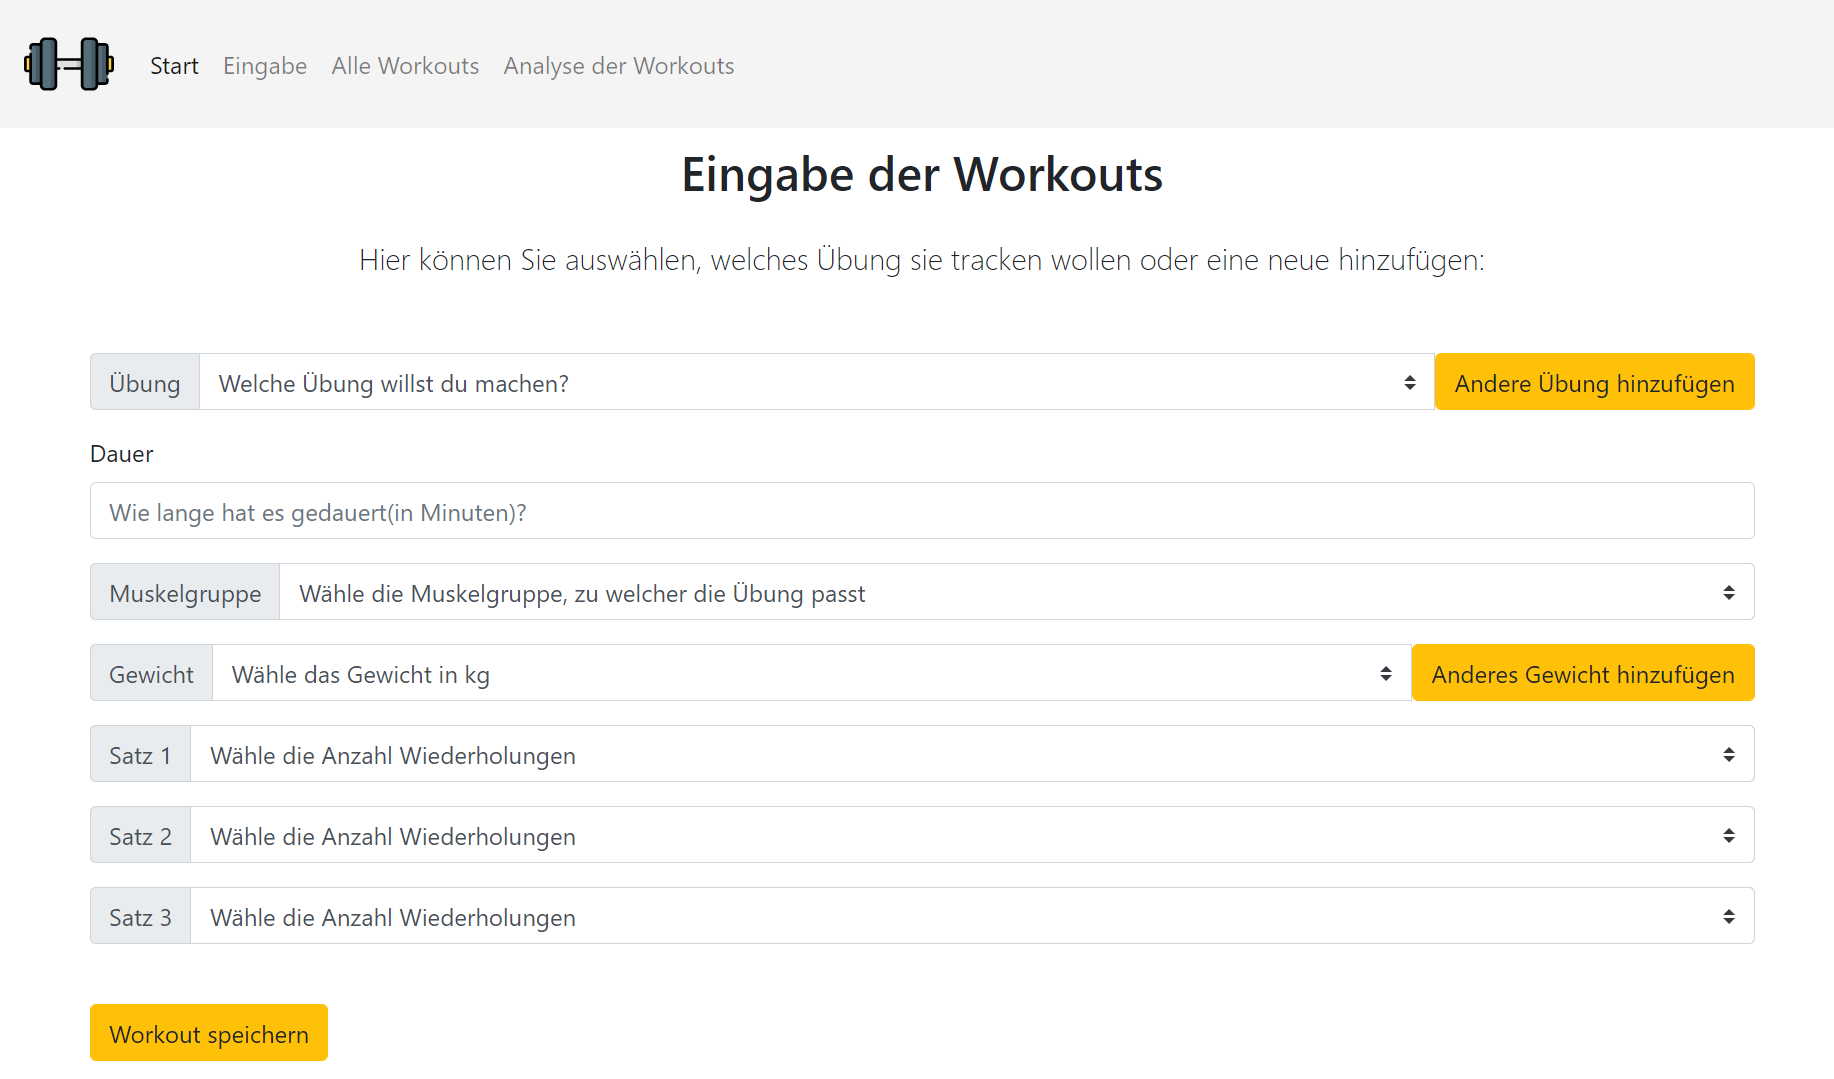 Start Eingabe Alle Workouts Analyse der Workouts
Eingabe der Workouts
Hier können Sie auswählen, welches Übung sie tracken wollen oder eine neue hinzufügen:
Übung Welche Übung willst du machen? Andere Übung hinzufügen
Dauer
Wie lange hat es gedauert(in Minuten)?
Muskelgruppe Wähle die Muskelgruppe, zu welcher die Übung passt
Gewicht Wähle das Gewicht in kg Anderes Gewicht hinzufügen
Satz 1 Wähle die Anzahl Wiederholungen
Satz 2 Wähle die Anzahl Wiederholungen
Satz 3 Wähle die Anzahl Wiederholungen
Workout speichern